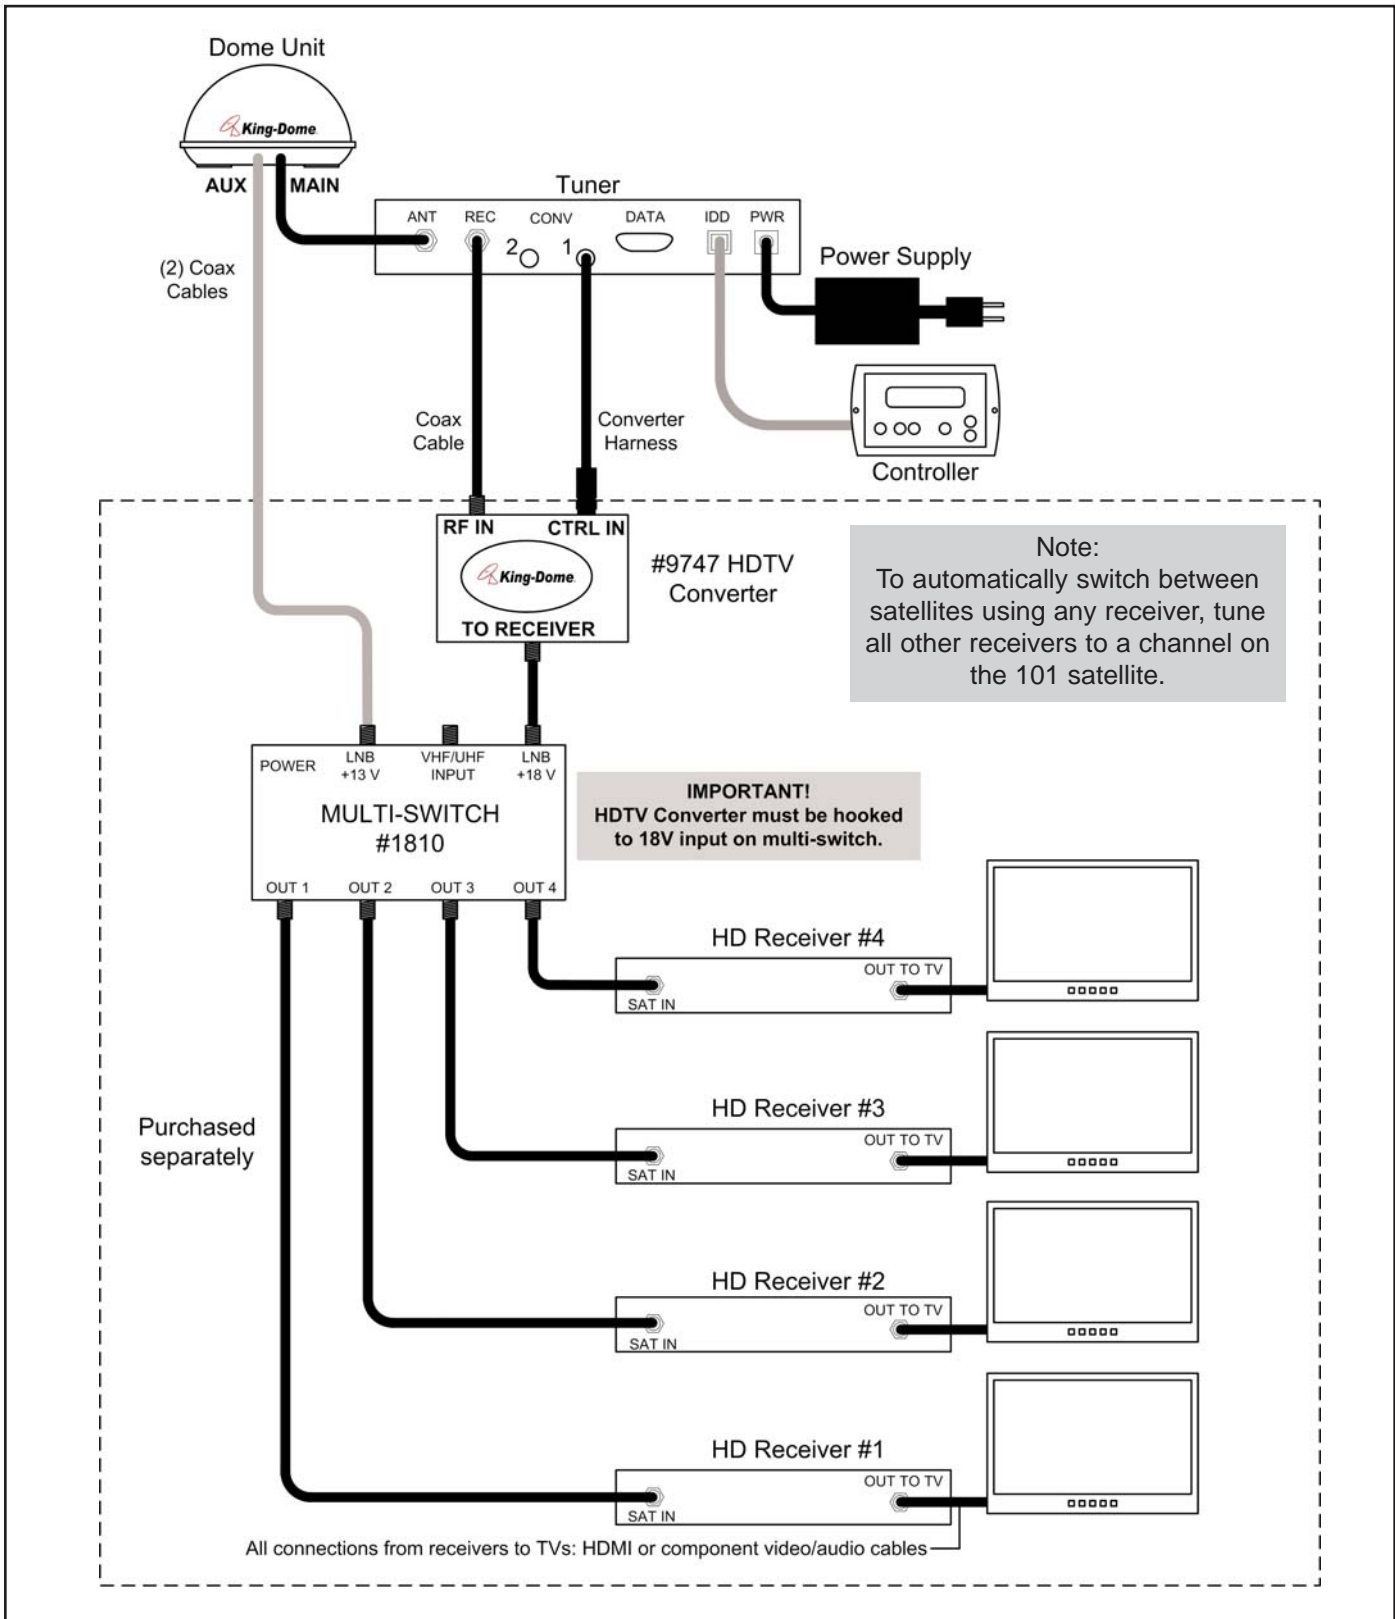 Dome Unit
King-Dome
AUX MAIN
(2) Coax
Cables
Tuner
ANT REC CONV DATA IDD PWR
2 1
Power Supply
Coax
Cable
Converter
Harness
Controller
RF IN CTRL IN
King-Dome
TO RECEIVER
#9747 HDTV
Converter
Note:
To automatically switch between
satellites using any receiver, tune
all other receivers to a channel on
the 101 satellite.
POWER
LNB
+13 V
VHF/UHF
INPUT
LNB
+18 V
MULTI-SWITCH
#1810
OUT 1 OUT 2 OUT 3 OUT 4
IMPORTANT!
HDTV Converter must be hooked
to 18V input on multi-switch.
HD Receiver #4
OUT TO TV
SAT IN
HD Receiver #3
OUT TO TV
SAT IN
Purchased
separately
HD Receiver #2
OUT TO TV
SAT IN
HD Receiver #1
OUT TO TV
SAT IN
All connections from receivers to TVs: HDMI or component video/audio cables